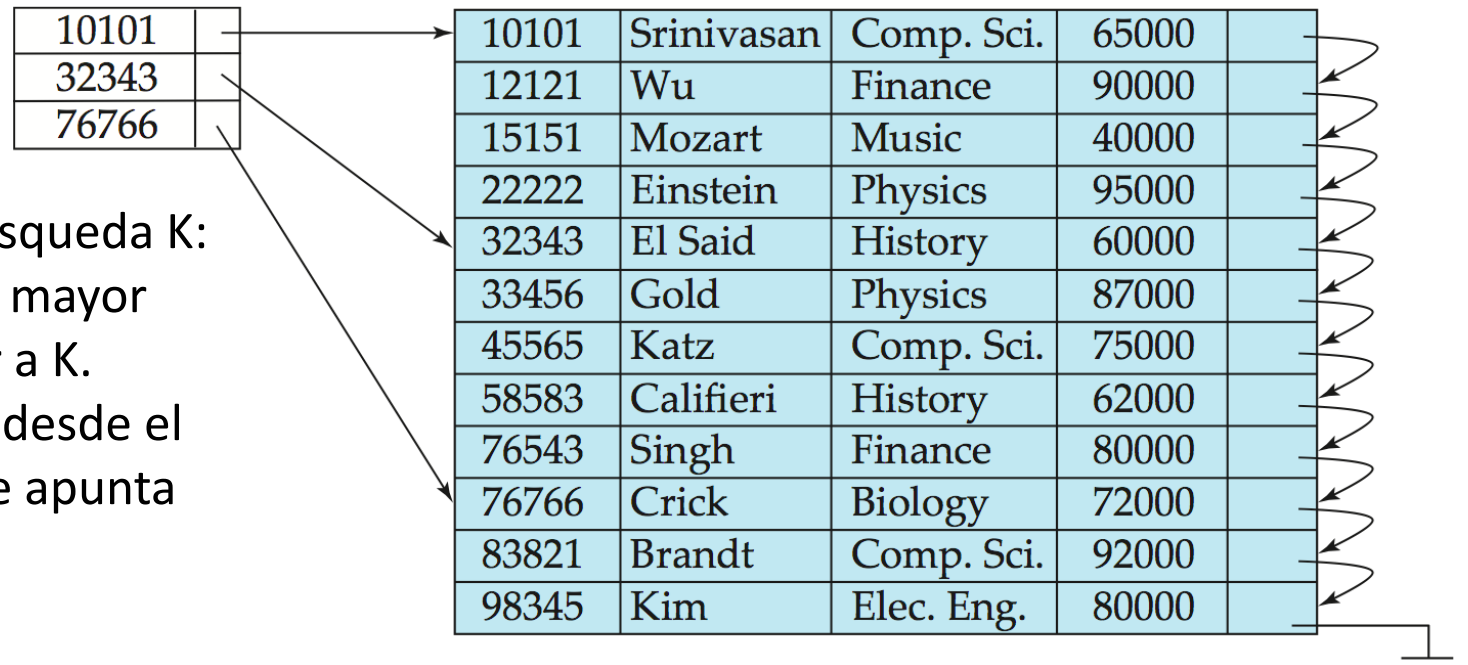 10101
32343
76766
squeda K:
mayor
a K.
desde el
e apunta
10101 Srinivasan Comp. Sci. 65000
12121 Wu Finance 90000
15151 Mozart Music 40000
22222 Einstein Physics 95000
32343 El Said History 60000
33456 Gold Physics 87000
45565 Katz Comp. Sci. 75000
58583 Califieri History 62000
76543 Singh Finance 80000
76766 Crick Biology 72000
83821 Brandt Comp. Sci. 92000
98345 Kim Elec. Eng. 80000